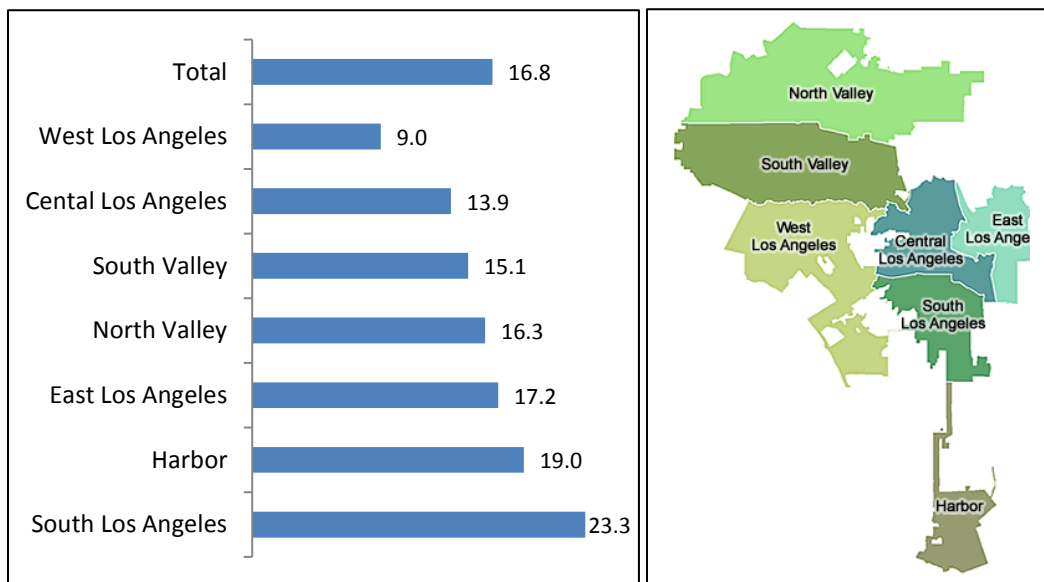 Total 16.8
West Los Angeles 9.0
Cental Los Angeles 13.9
South Valley 15.1
North Valley 16.3
East Los Angeles 17.2
Harbor 19.0
South Los Angeles 23.3
North Valley
South Valley
West
Los Angeles
Central
Los Angeles
East
Los Ange
South
Los Angeles
Harbor